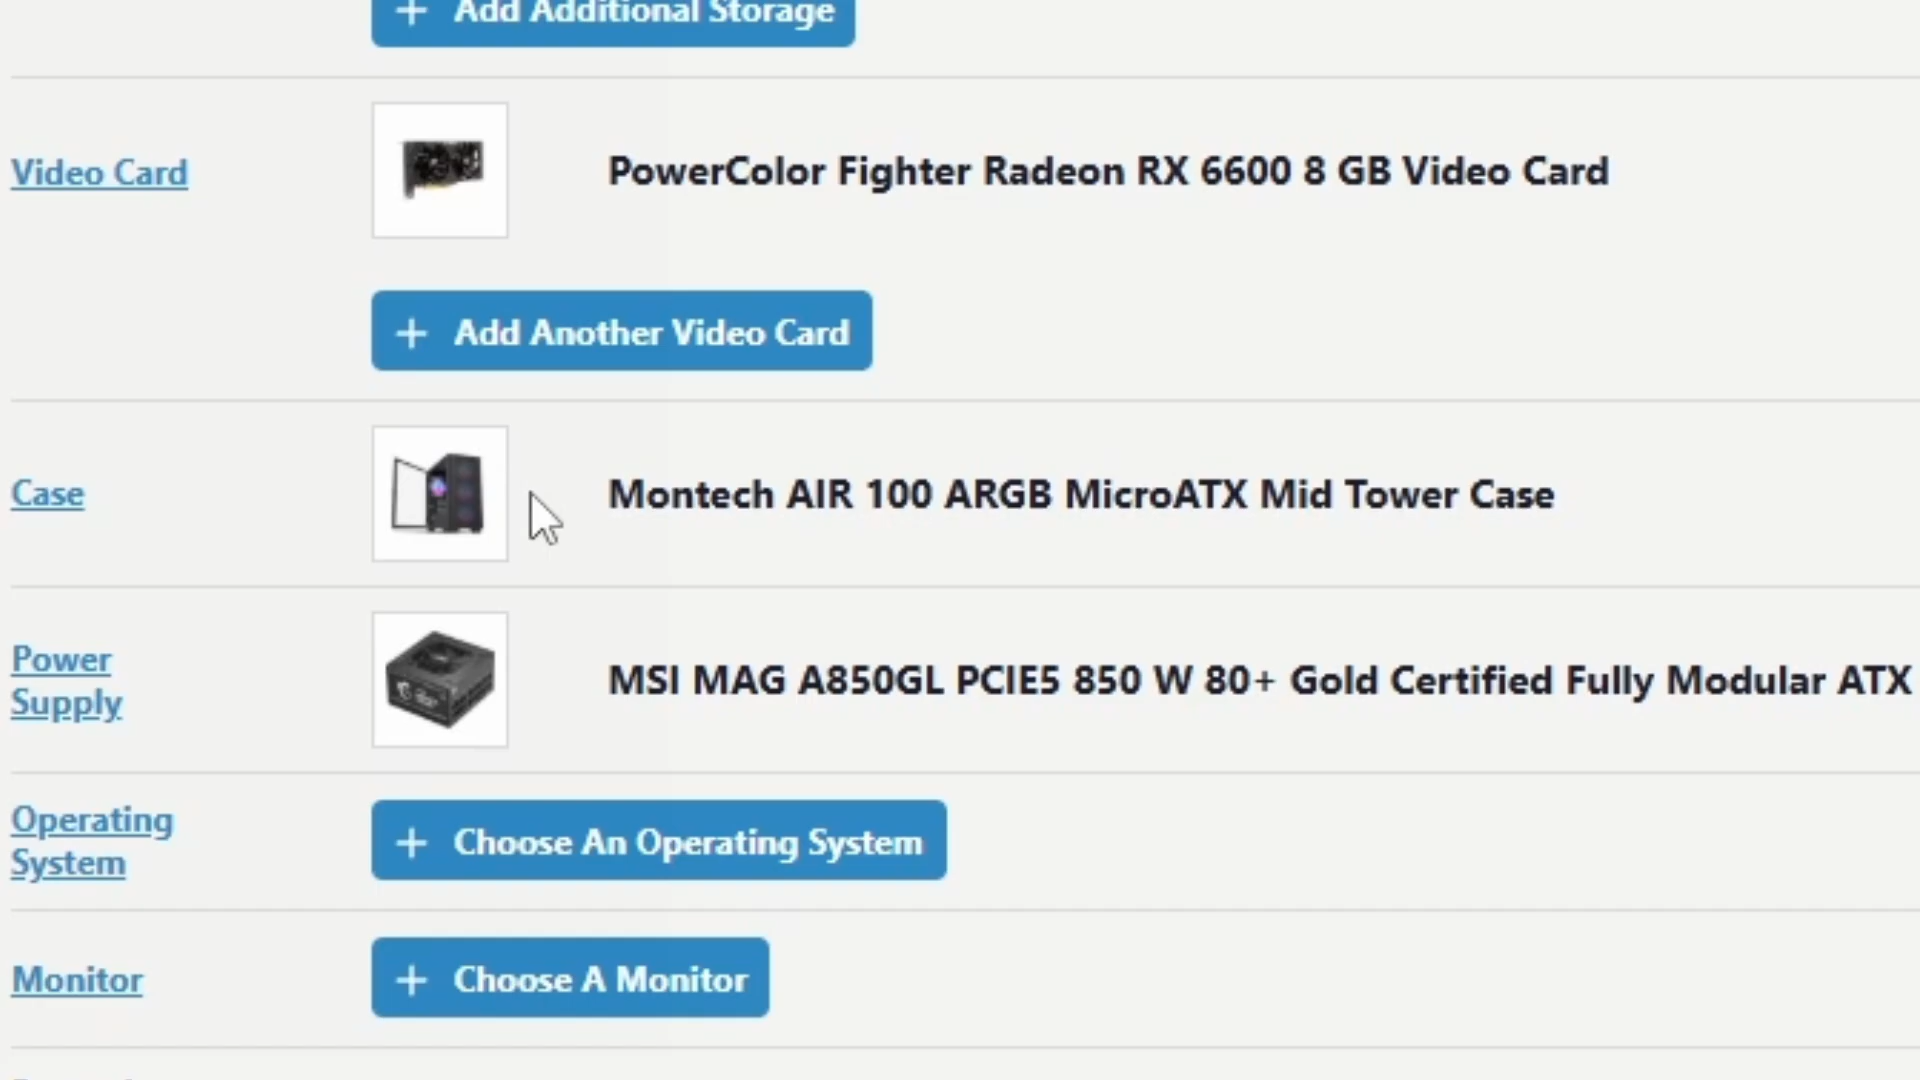 + Add Additional Storage
Video Card
PowerColor Fighter Radeon RX 6600 8 GB Video Card
+ Add Another Video Card
Case
Montech AIR 100 ARGB MicroATX Mid Tower Case
Power
Supply
MSI MAG A850GL PCIE5 850 W 80+ Gold Certified Fully Modular ATX
Operating
System
+ Choose An Operating System
Monitor
+ Choose A Monitor